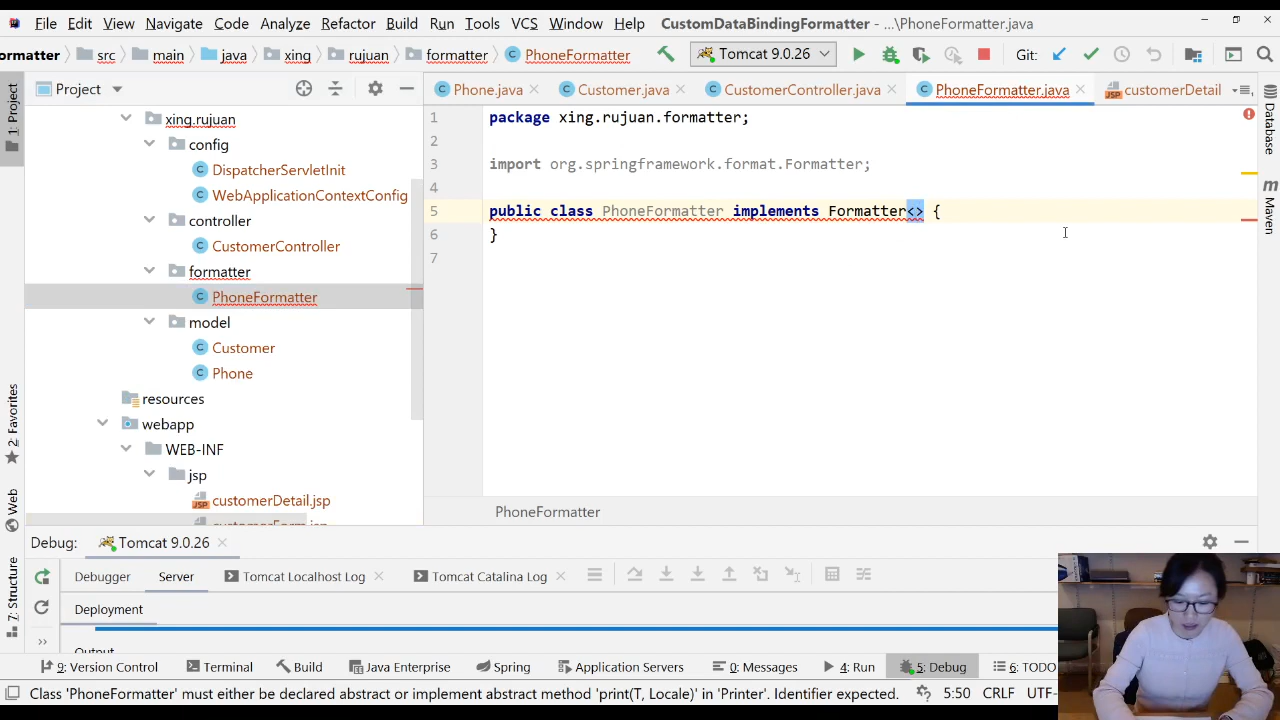 File Edit View Navigate Code Analyze Refactor Build Run Tools VCS Window Help CustomDataBindingFormatter - ...\PhoneFormatter.java
ormatter src main java xing rujuan formatter PhoneFormatter Tomcat 9.0.26 Git:
Project Phone.java Customer.java CustomerController.java PhoneFormatter.java customerDetail
1: Project
2: Favorites
Web
7: Structure
xing.rujuan
config
DispatcherServletInit
WebApplicationContextConfig
controller
CustomerController
formatter
PhoneFormatter
model
Customer
Phone
resources
webapp
WEB-INF
jsp
customerDetail.jsp
1 package xing.rujuan.formatter;
2
3 import org.springframework.format.Formatter;
4
5 public class PhoneFormatter implements Formatter<> {
6 }
7
PhoneFormatter
Database
m Maven
Debug: Tomcat 9.0.26
Debugger Server Tomcat Localhost Log Tomcat Catalina Log
Deployment
Output
9: Version Control Terminal Build Java Enterprise Spring Application Servers 0: Messages 4: Run 5: Debug 6: TODO
Class 'PhoneFormatter' must either be declared abstract or implement abstract method 'print(T, Locale)' in 'Printer'. Identifier expected. 5:50 CRLF UTF-